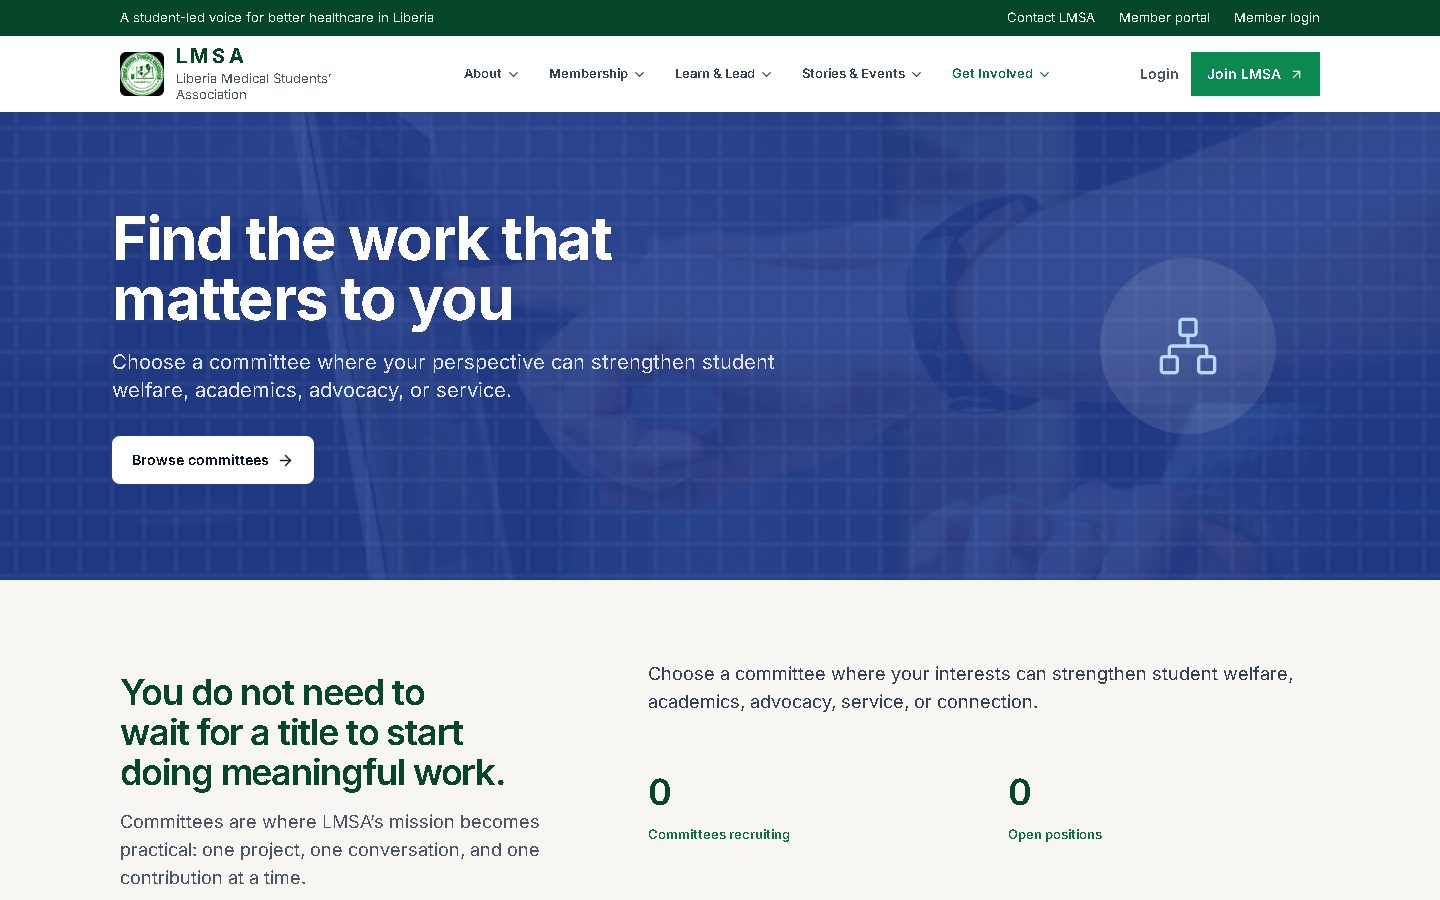 A student-led voice for better healthcare in Liberia
Contact LMSA
Member portal
Member login
LMSA
Liberia Medical Students’
Association
About
Membership
Learn & Lead
Stories & Events
Get Involved
Login
Join LMSA
Find the work that
matters to you
Choose a committee where your perspective can strengthen student
welfare, academics, advocacy, or service.
Browse committees
You do not need to
wait for a title to start
doing meaningful work.
Committees are where LMSA’s mission becomes
practical: one project, one conversation, and one
contribution at a time.
Choose a committee where your interests can strengthen student welfare,
academics, advocacy, service, or connection.
0
Committees recruiting
0
Open positions